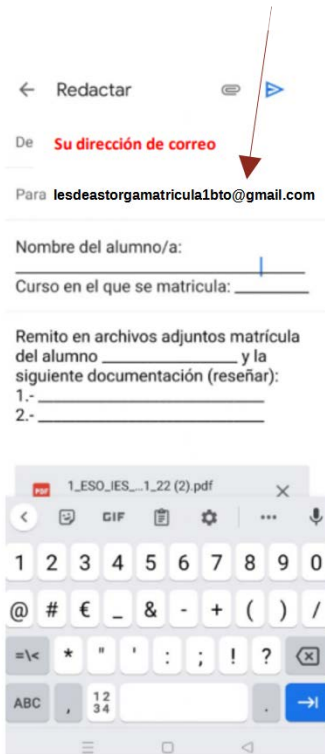 Redactar
De Su dirección de correo
Para lesdeastorgamatricula1bto@gmail.com
Nombre del alumno/a:
Curso en el que se matricula:
Remito en archivos adjuntos matrícula
del alumno y la
siguiente documentación (reseñar):
1.-
2.-
PDF 1_ESO_IES_...1_22 (2).pdf
GIF
1 2 3 4 5 6 7 8 9 0
@ # € _ & - + ( ) /
=\< * " ' : ; ! ?
ABC , 12 .
34